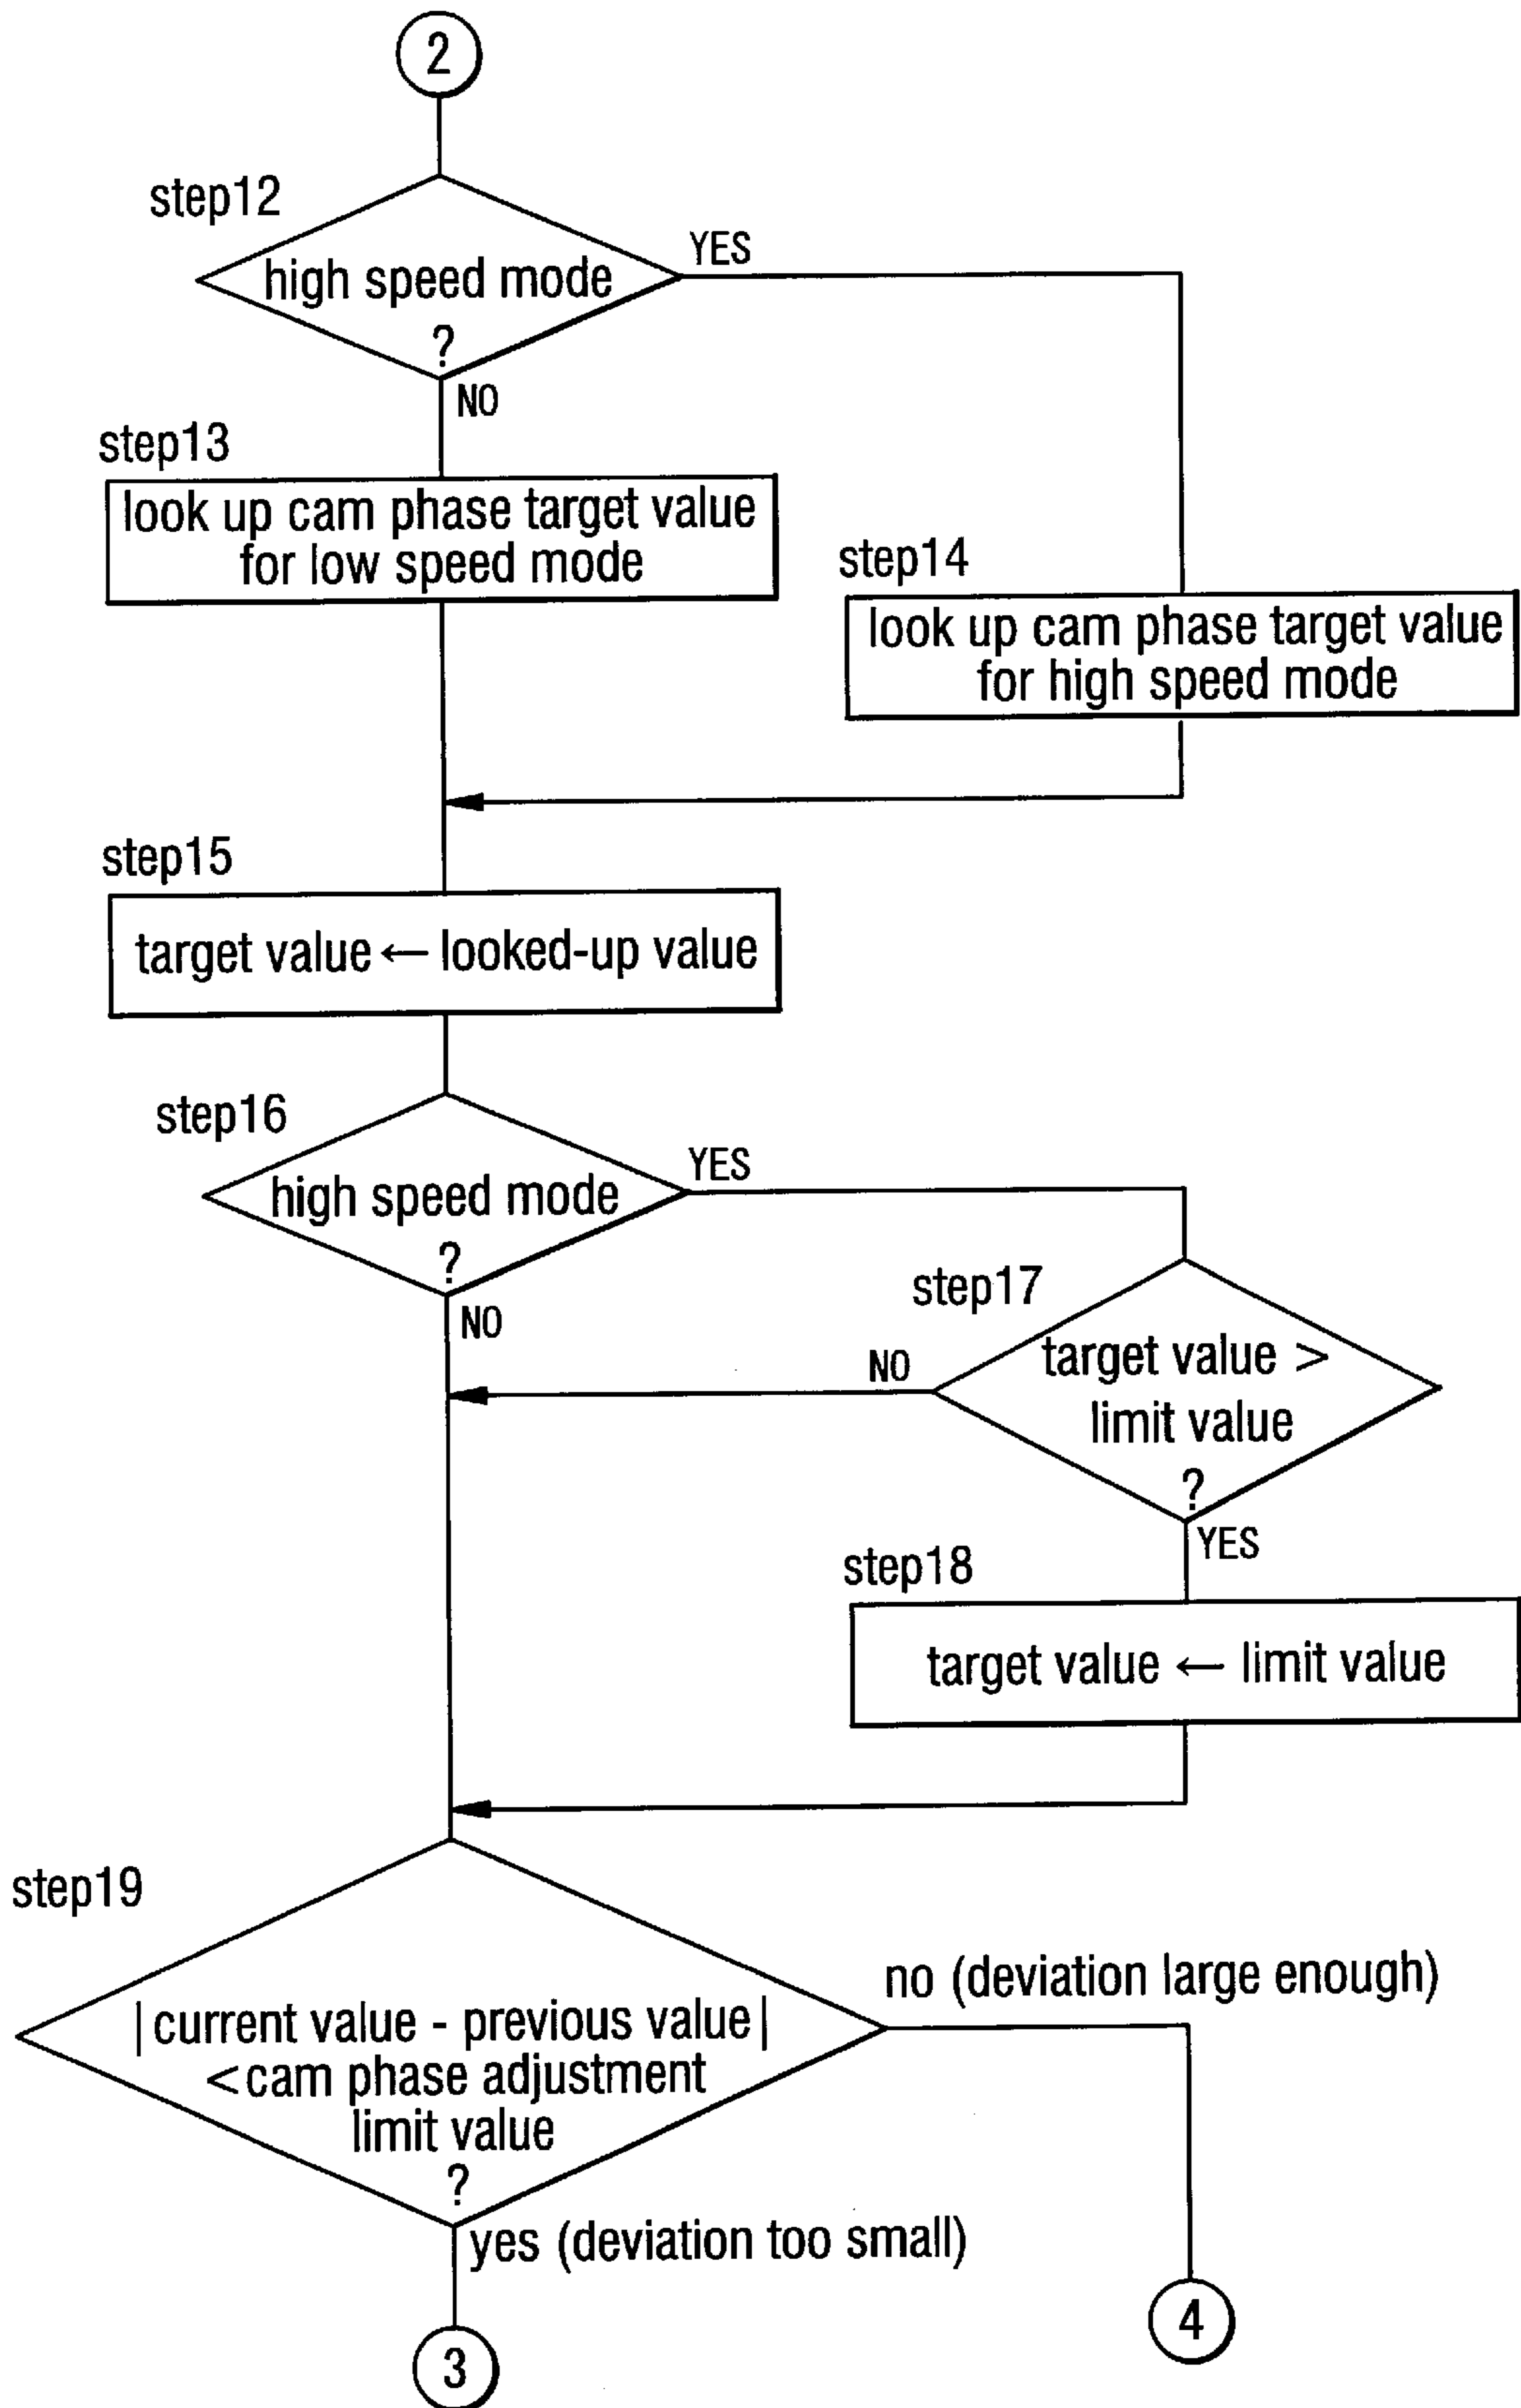 2
step12
high speed mode
?
YES
NO
step13
look up cam phase target value
for low speed mode
step14
look up cam phase target value
for high speed mode
step15
target value ← looked-up value
step16
high speed mode
?
YES
NO
step17
target value >
limit value
?
NO
YES
step18
target value ← limit value
step19
|current value - previous value|
<cam phase adjustment
limit value
?
no (deviation large enough)
yes (deviation too small)
4
3